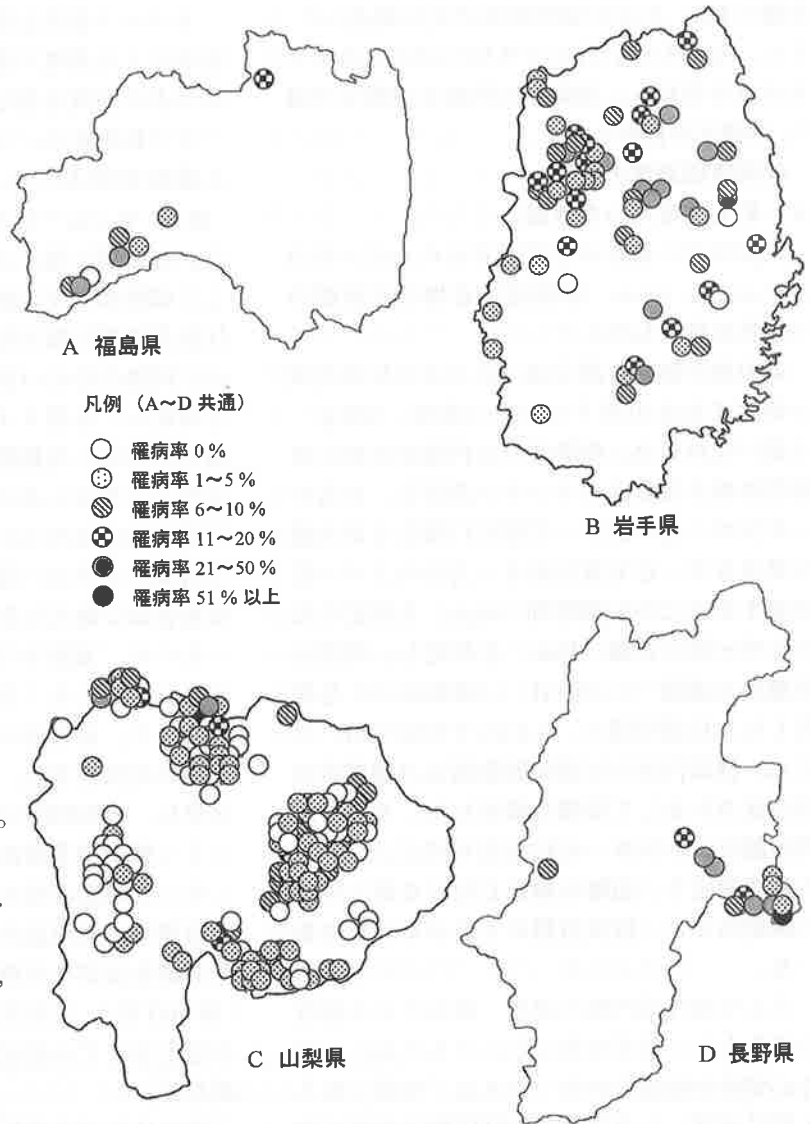 A 福島県
凡例 (A〜D 共通)
罹病率 0%
罹病率 1〜5%
罹病率 6〜10%
罹病率 11〜20%
罹病率 21〜50%
罹病率 51%以上
B 岩手県
C 山梨県
D 長野県